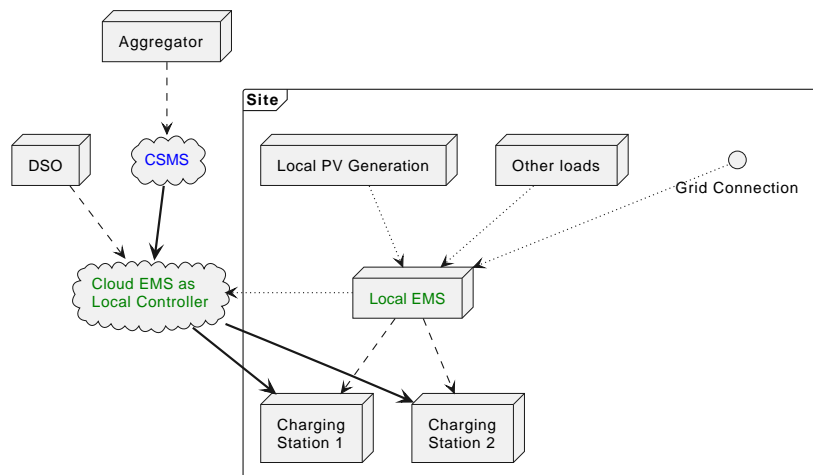 Aggregator
Site
DSO
CSMS
Local PV Generation
Other loads
Grid Connection
Cloud EMS as
Local Controller
Local EMS
Charging
Station 1
Charging
Station 2